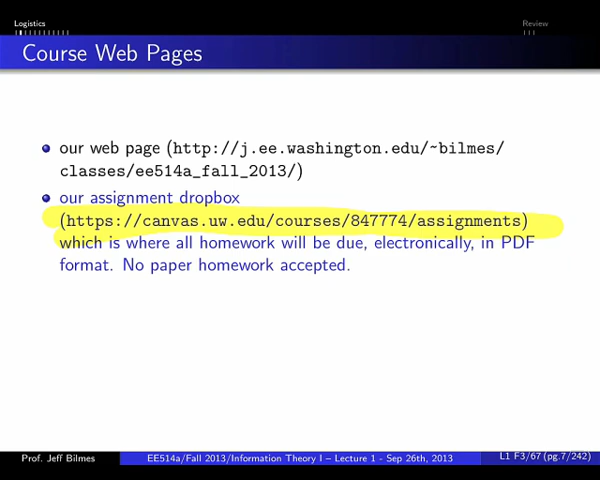 Logistics Review
Course Web Pages
our web page (http://j.ee.washington.edu/~bilmes/
classes/ee514a_fall_2013/)
our assignment dropbox
(https://canvas.uw.edu/courses/847774/assignments)
which is where all homework will be due, electronically, in PDF
format. No paper homework accepted.
Prof. Jeff Bilmes EE514a/Fall 2013/Information Theory I – Lecture 1 - Sep 26th, 2013 L1 F3/67 (pg.7/242)